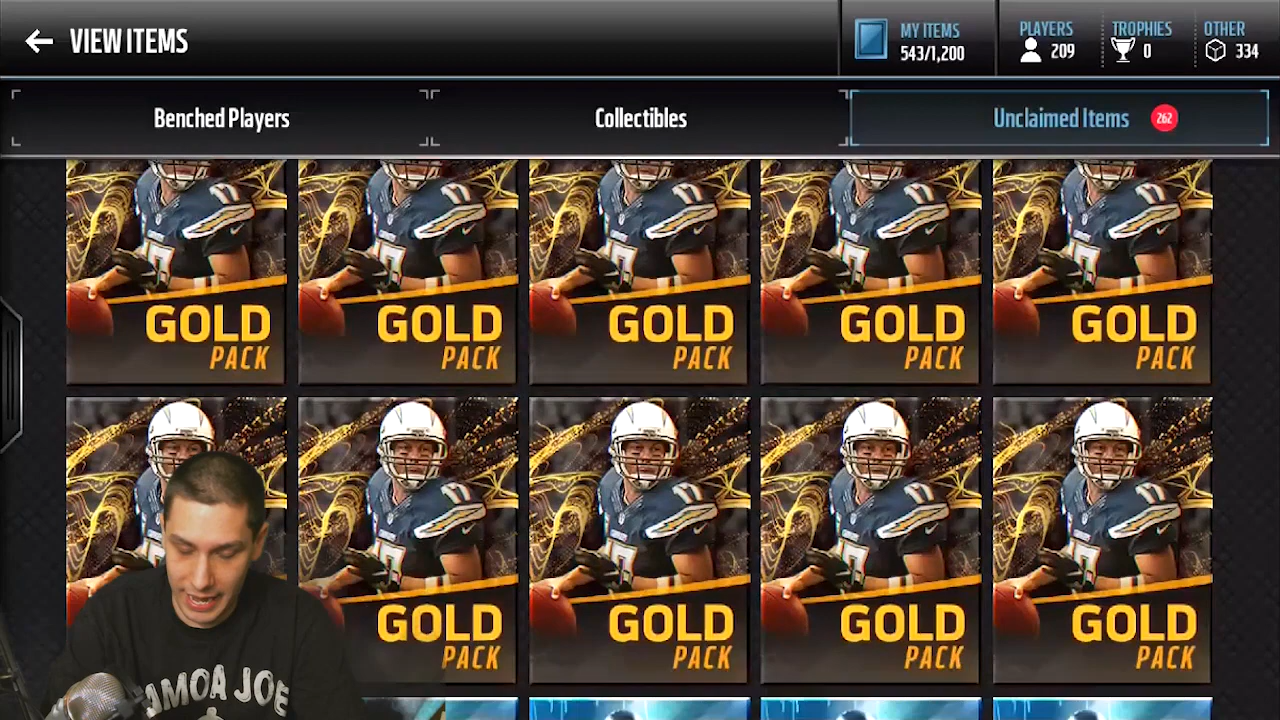 VIEW ITEMS
MY ITEMS
543/1,200
PLAYERS
209
TROPHIES
0
OTHER
334
Benched Players
Collectibles
Unclaimed Items
262
GOLD
PACK
GOLD
PACK
GOLD
PACK
GOLD
PACK
GOLD
PACK
GOLD
PACK
GOLD
PACK
GOLD
PACK
GOLD
PACK
AMOA JOE